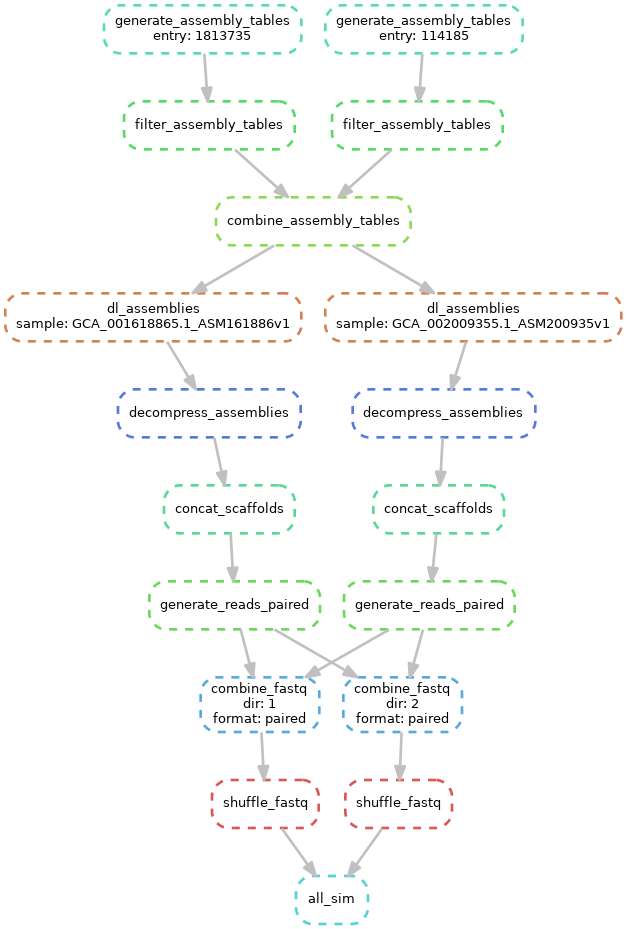 generate_assembly_tables
entry: 1813735
generate_assembly_tables
entry: 114185
filter_assembly_tables
filter_assembly_tables
combine_assembly_tables
dl_assemblies
sample: GCA_001618865.1_ASM161886v1
dl_assemblies
sample: GCA_002009355.1_ASM200935v1
decompress_assemblies
decompress_assemblies
concat_scaffolds
concat_scaffolds
generate_reads_paired
generate_reads_paired
combine_fastq
dir: 1
format: paired
combine_fastq
dir: 2
format: paired
shuffle_fastq
shuffle_fastq
all_sim